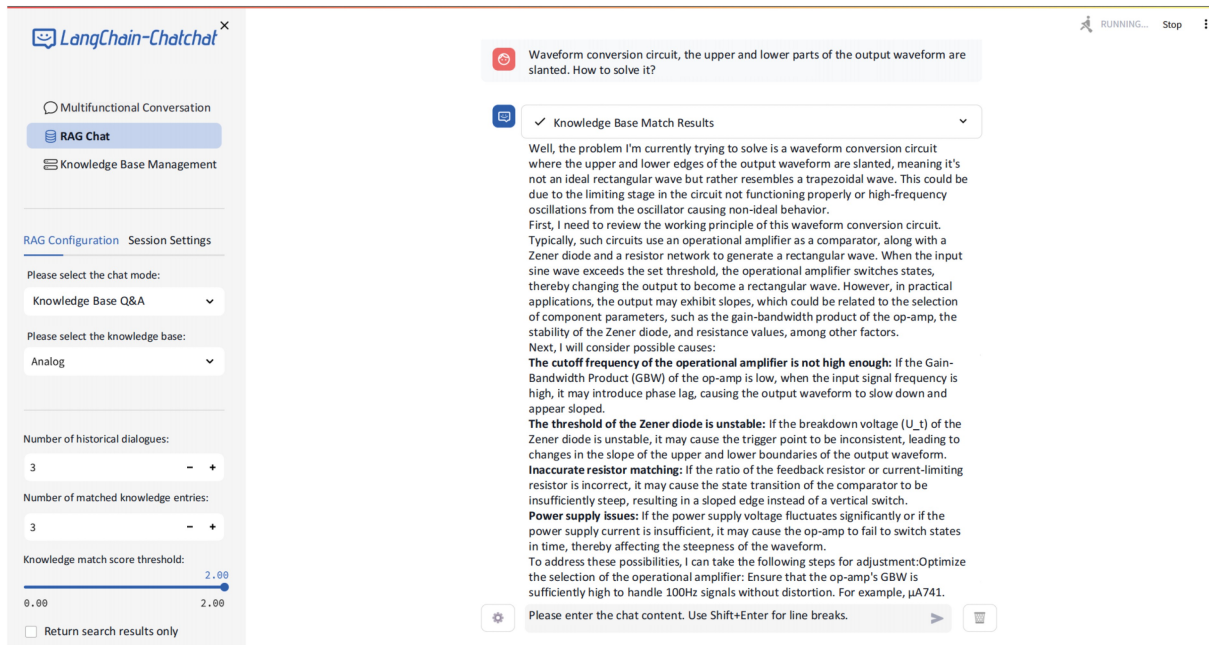 LangChain-Chatchat
×
Multifunctional Conversation
RAG Chat
Knowledge Base Management
RAG Configuration Session Settings
Please select the chat mode:
Knowledge Base Q&A
Please select the knowledge base:
Analog
Number of historical dialogues:
3 - +
Number of matched knowledge entries:
3 - +
Knowledge match score threshold:
2.00
0.00 2.00
Return search results only
RUNNING... Stop
Waveform conversion circuit, the upper and lower parts of the output waveform are
slanted. How to solve it?
Knowledge Base Match Results
Well, the problem I'm currently trying to solve is a waveform conversion circuit
where the upper and lower edges of the output waveform are slanted, meaning it's
not an ideal rectangular wave but rather resembles a trapezoidal wave. This could be
due to the limiting stage in the circuit not functioning properly or high-frequency
oscillations from the oscillator causing non-ideal behavior.
First, I need to review the working principle of this waveform conversion circuit.
Typically, such circuits use an operational amplifier as a comparator, along with a
Zener diode and a resistor network to generate a rectangular wave. When the input
sine wave exceeds the set threshold, the operational amplifier switches states,
thereby changing the output to become a rectangular wave. However, in practical
applications, the output may exhibit slopes, which could be related to the selection
of component parameters, such as the gain-bandwidth product of the op-amp, the
stability of the Zener diode, and resistance values, among other factors.
Next, I will consider possible causes:
The cutoff frequency of the operational amplifier is not high enough: If the Gain-
Bandwidth Product (GBW) of the op-amp is low, when the input signal frequency is
high, it may introduce phase lag, causing the output waveform to slow down and
appear sloped.
The threshold of the Zener diode is unstable: If the breakdown voltage (U_t) of the
Zener diode is unstable, it may cause the trigger point to be inconsistent, leading to
changes in the slope of the upper and lower boundaries of the output waveform.
Inaccurate resistor matching: If the ratio of the feedback resistor or current-limiting
resistor is incorrect, it may cause the state transition of the comparator to be
insufficiently steep, resulting in a sloped edge instead of a vertical switch.
Power supply issues: If the power supply voltage fluctuates significantly or if the
power supply current is insufficient, it may cause the op-amp to fail to switch states
in time, thereby affecting the steepness of the waveform.
To address these possibilities, I can take the following steps for adjustment:Optimize
the selection of the operational amplifier: Ensure that the op-amp's GBW is
sufficiently high to handle 100Hz signals without distortion. For example, μA741.
Please enter the chat content. Use Shift+Enter for line breaks.